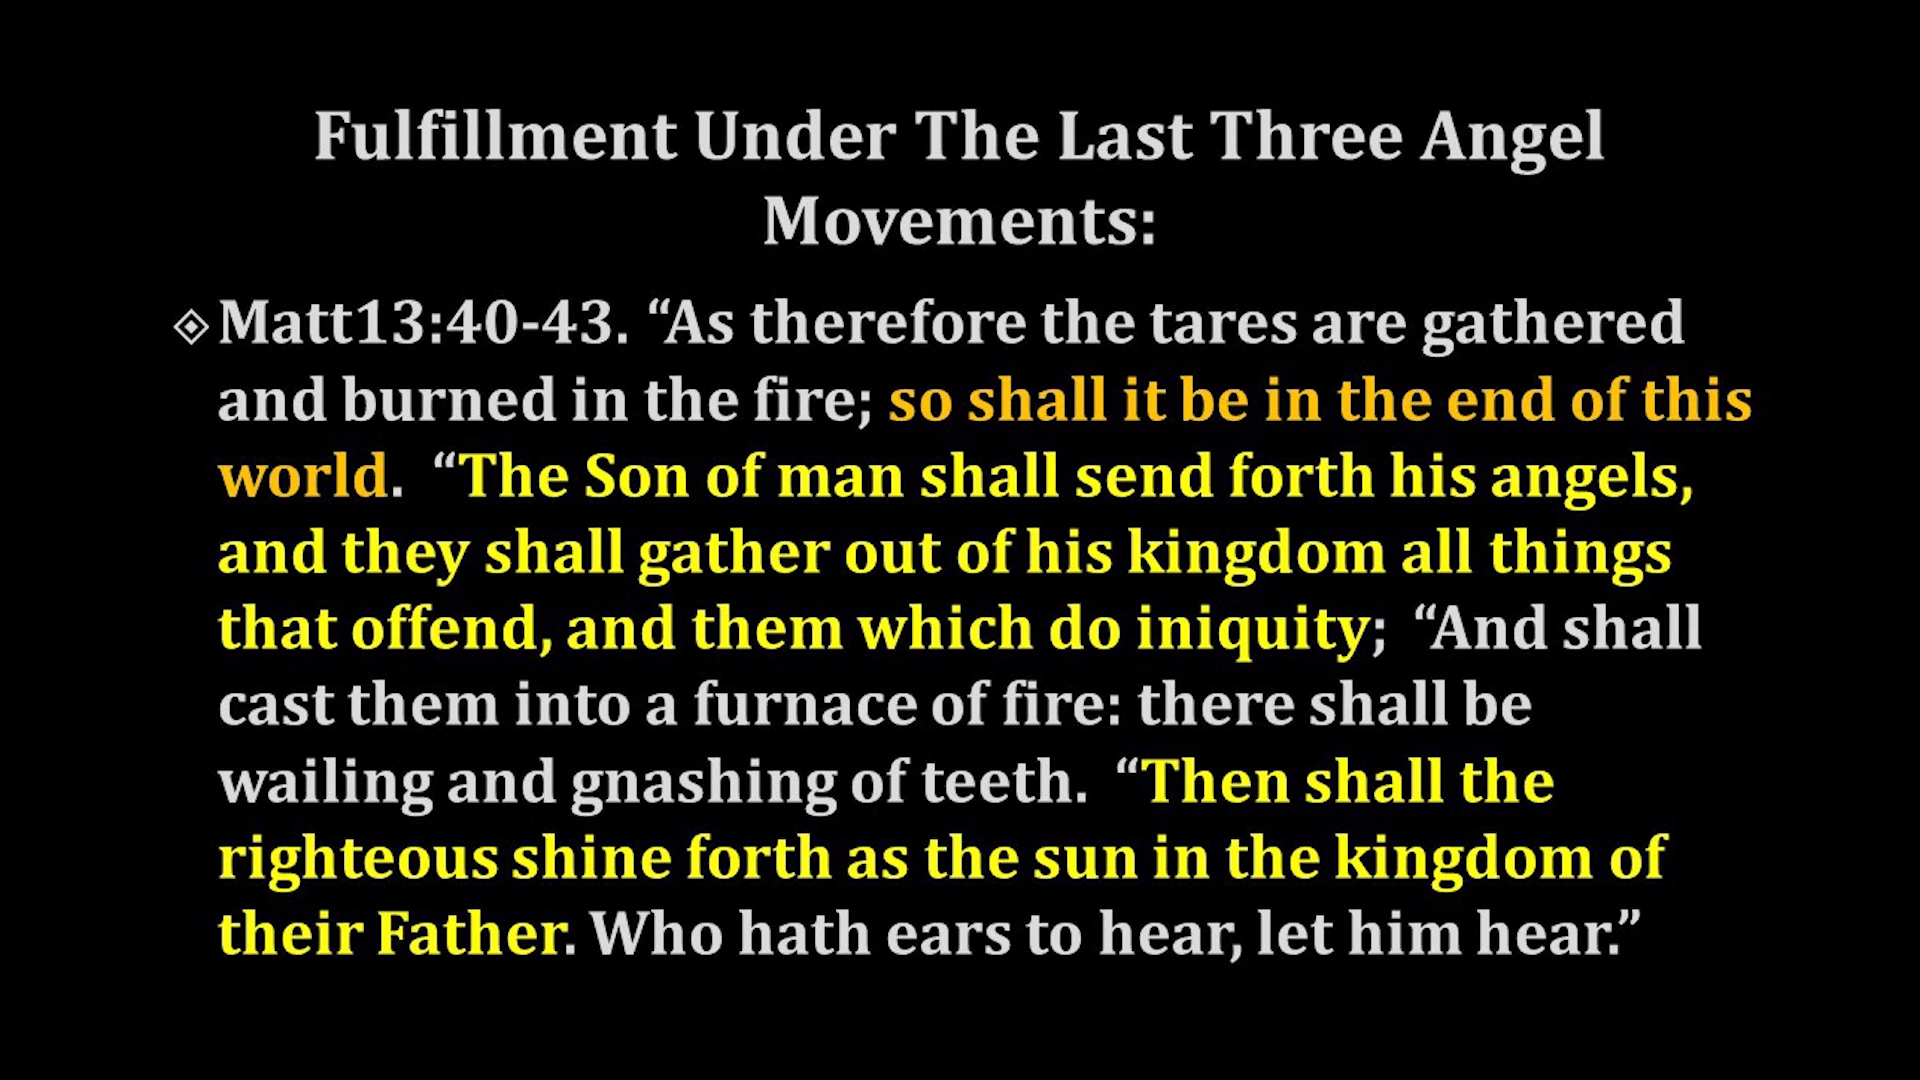 Fulfillment Under The Last Three Angel
Movements:
Matt13:40-43. “As therefore the tares are gathered
and burned in the fire; so shall it be in the end of this
world.  “The Son of man shall send forth his angels,
and they shall gather out of his kingdom all things
that offend, and them which do iniquity;  “And shall
cast them into a furnace of fire: there shall be
wailing and gnashing of teeth.  “Then shall the
righteous shine forth as the sun in the kingdom of
their Father. Who hath ears to hear, let him hear.”